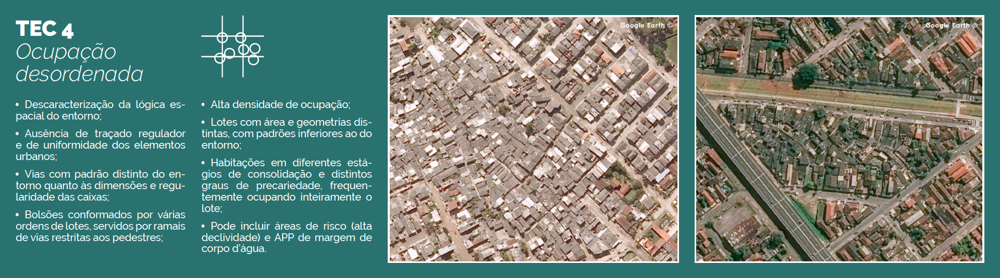 TEC 4
Ocupação
desordenada
• Descaracterização da lógica es-
pacial do entorno;
• Ausência de traçado regulador
e de uniformidade dos elementos
urbanos;
• Vias com padrão distinto do en-
torno quanto às dimensões e regu-
laridade das caixas;
• Bolsões conformados por várias
ordens de lotes, servidos por ramais
de vias restritas aos pedestres;
• Alta densidade de ocupação;
• Lotes com área e geometrias dis-
tintas, com padrões inferiores ao do
entorno;
• Habitações em diferentes está-
gios de consolidação e distintos
graus de precariedade, frequen-
temente ocupando inteiramente o
lote;
• Pode incluir áreas de risco (alta
declividade) e APP de margem de
corpo d'água.
Google Earth ©
Google Earth ©